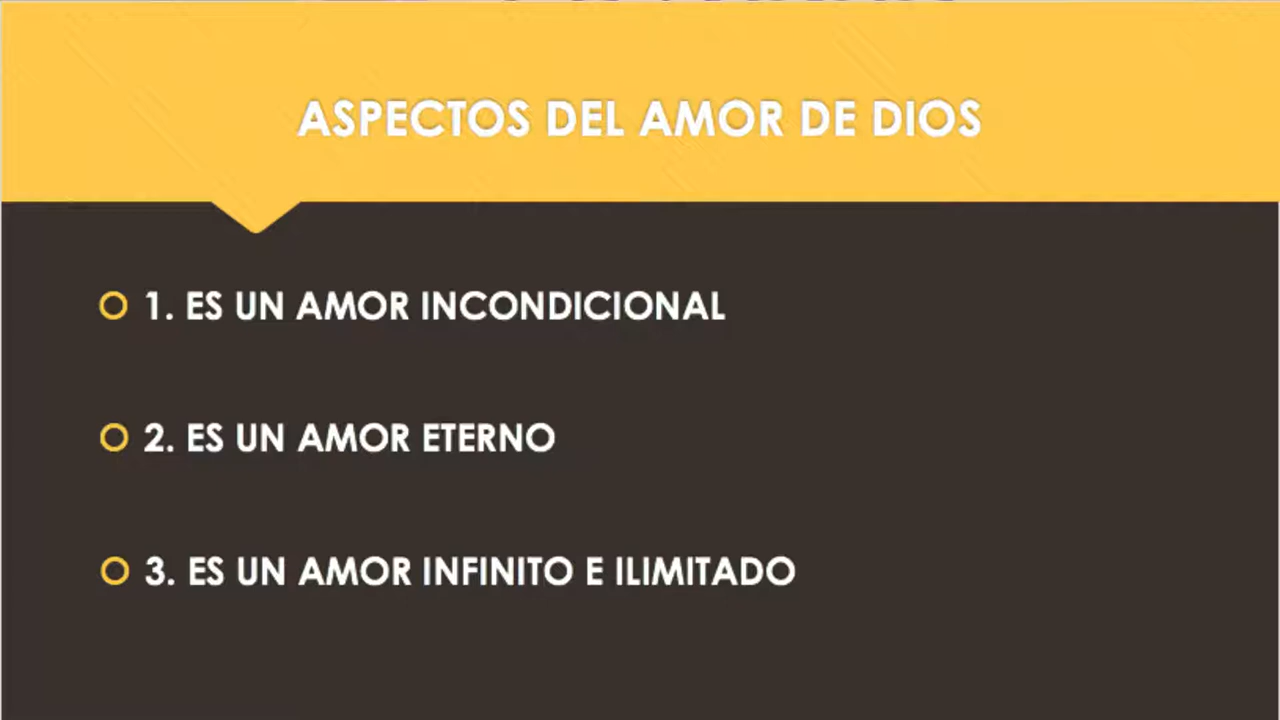 ASPECTOS DEL AMOR DE DIOS
1. ES UN AMOR INCONDICIONAL
2. ES UN AMOR ETERNO
3. ES UN AMOR INFINITO E ILIMITADO